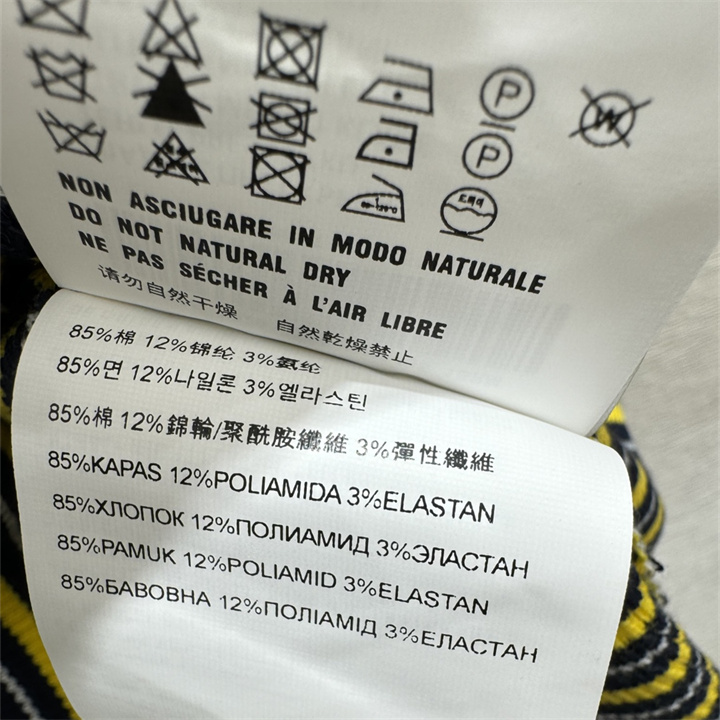 P
W
P
NON ASCIUGARE IN MODO NATURALE
DO NOT NATURAL DRY
NE PAS SÉCHER À L'AIR LIBRE
请勿自然干燥 自然乾燥禁止
85%棉 12%锦纶 3%氨纶
85%면 12%나일론 3%엘라스틴
85%棉 12%錦輪/聚酰胺纖維 3%彈性纖維
85%KAPAS 12%POLIAMIDA 3%ELASTAN
85%ХЛОПОК 12%ПОЛИАМИД 3%ЭЛАСТАН
85%PAMUK 12%POLIAMID 3%ELASTAN
85%БАВОВНА 12%ПОЛІАМІД 3%ЕЛАСТАН